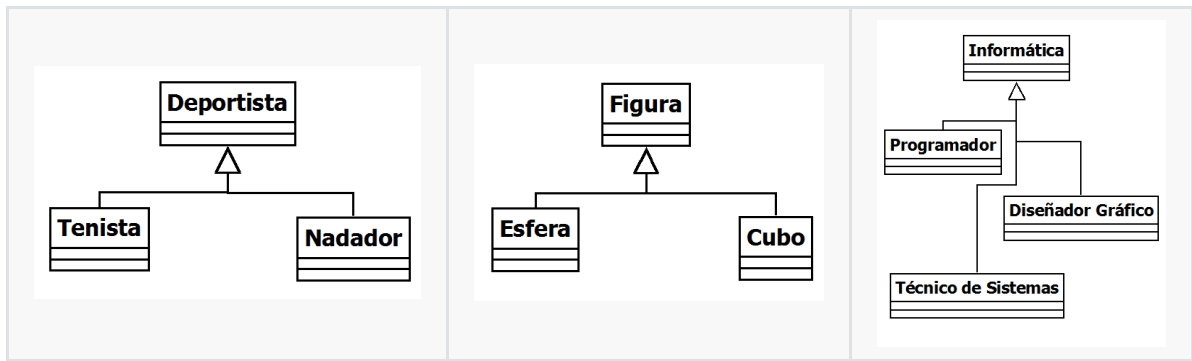 Deportista
Tenista
Nadador
Figura
Esfera
Cubo
Informática
Programador
Diseñador Gráfico
Técnico de Sistemas